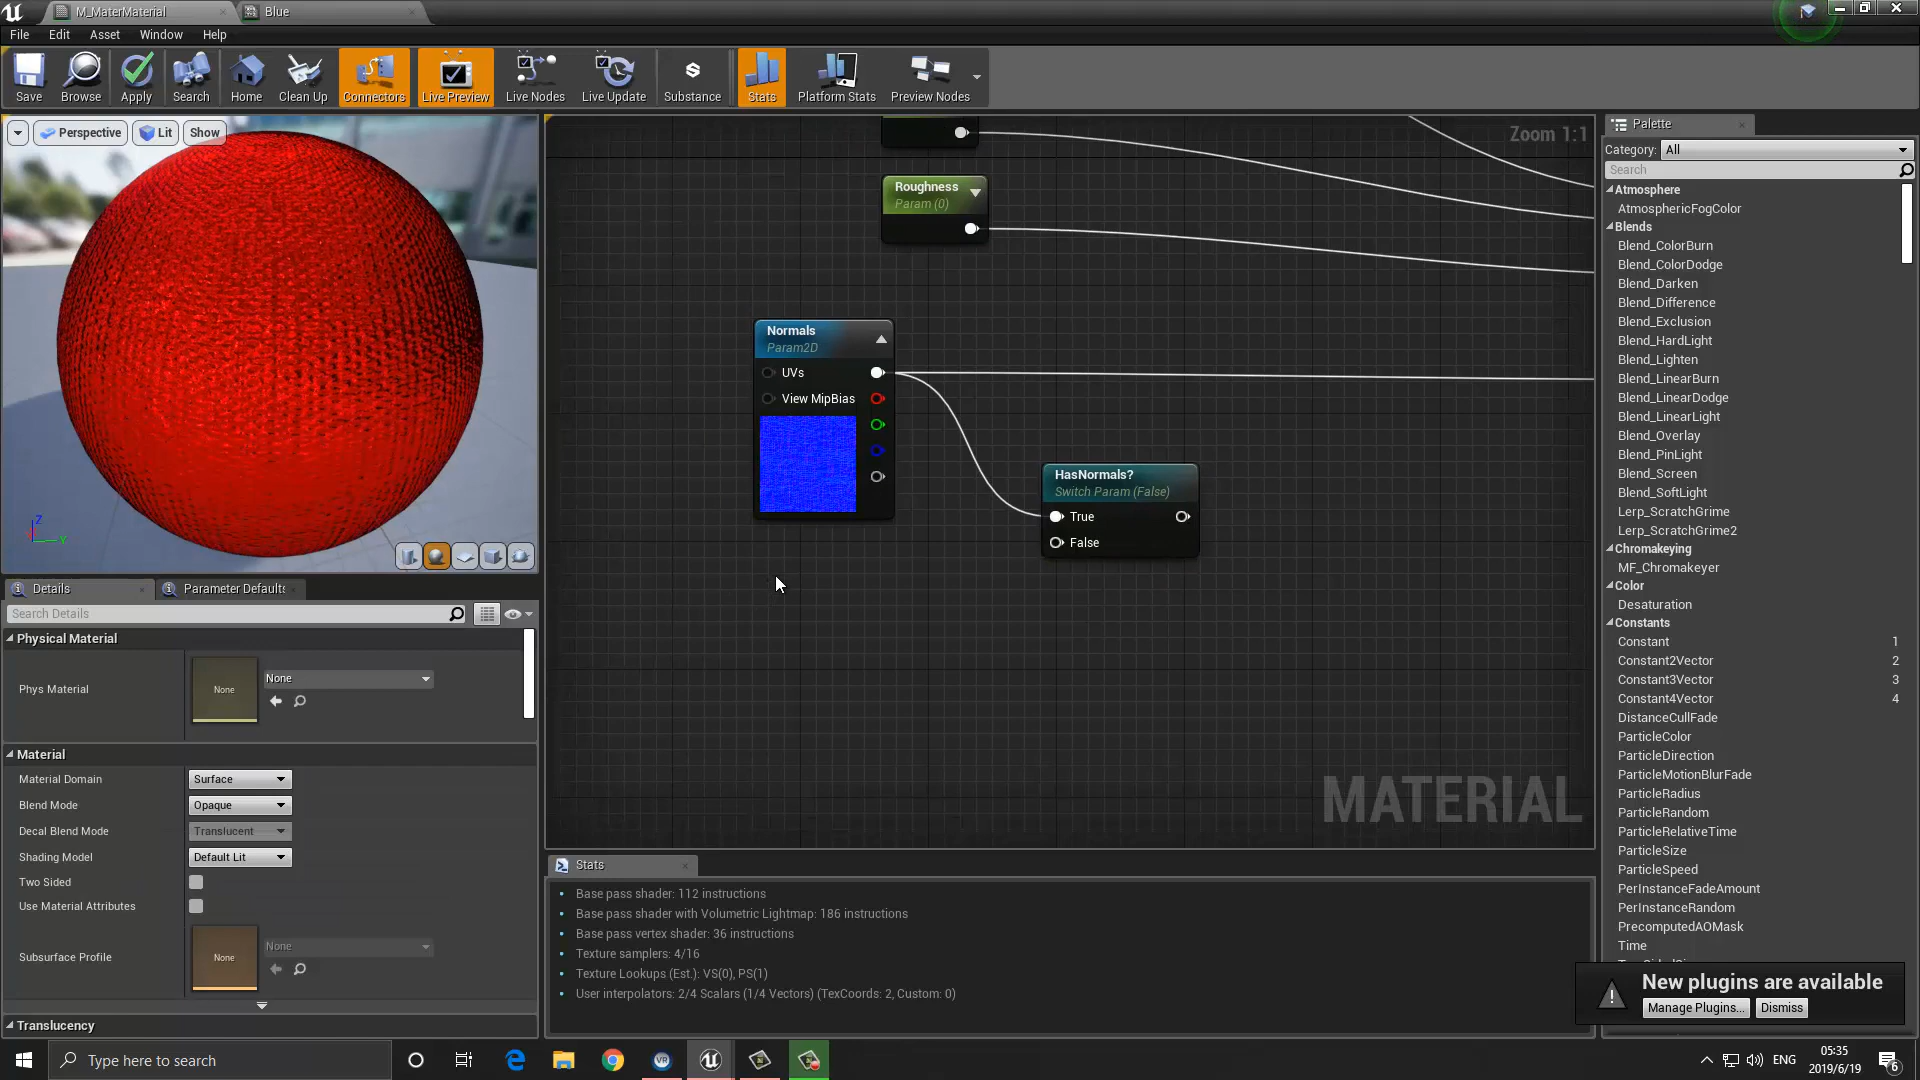 M_MaterMaterial
Blue
File Edit Asset Window Help
Save Browse Apply Search Home Clean Up Connectors Live Preview Live Nodes Live Update Substance Stats Platform Stats Preview Nodes
Perspective Lit Show
Z
Y
Details Parameter Defaults
Search Details
Physical Material
Phys Material
None
None
Material
Material Domain Surface
Blend Mode Opaque
Decal Blend Mode Translucent
Shading Model Default Lit
Two Sided
Use Material Attributes
Subsurface Profile
None
None
Translucency
Zoom 1:1
Roughness
Param (0)
Normals
Param2D
UVs
View MipBias
HasNormals?
Switch Param (False)
True
False
MATERIAL
Stats
Base pass shader: 112 instructions
Base pass shader with Volumetric Lightmap: 186 instructions
Base pass vertex shader: 36 instructions
Texture samplers: 4/16
Texture Lookups (Est.): VS(0), PS(1)
User interpolators: 2/4 Scalars (1/4 Vectors) (TexCoords: 2, Custom: 0)
Palette
Category: All
Search
Atmosphere
AtmosphericFogColor
Blends
Blend_ColorBurn
Blend_ColorDodge
Blend_Darken
Blend_Difference
Blend_Exclusion
Blend_HardLight
Blend_Lighten
Blend_LinearBurn
Blend_LinearDodge
Blend_LinearLight
Blend_Overlay
Blend_PinLight
Blend_Screen
Blend_SoftLight
Lerp_ScratchGrime
Lerp_ScratchGrime2
Chromakeying
MF_Chromakeyer
Color
Desaturation
Constants
Constant 1
Constant2Vector 2
Constant3Vector 3
Constant4Vector 4
DistanceCullFade
ParticleColor
ParticleDirection
ParticleMotionBlurFade
ParticleRadius
ParticleRandom
ParticleRelativeTime
ParticleSize
ParticleSpeed
PerInstanceFadeAmount
PerInstanceRandom
PrecomputedAOMask
Time
New plugins are available
Manage Plugins... Dismiss
Type here to search
ENG
05:35
2019/6/19
6